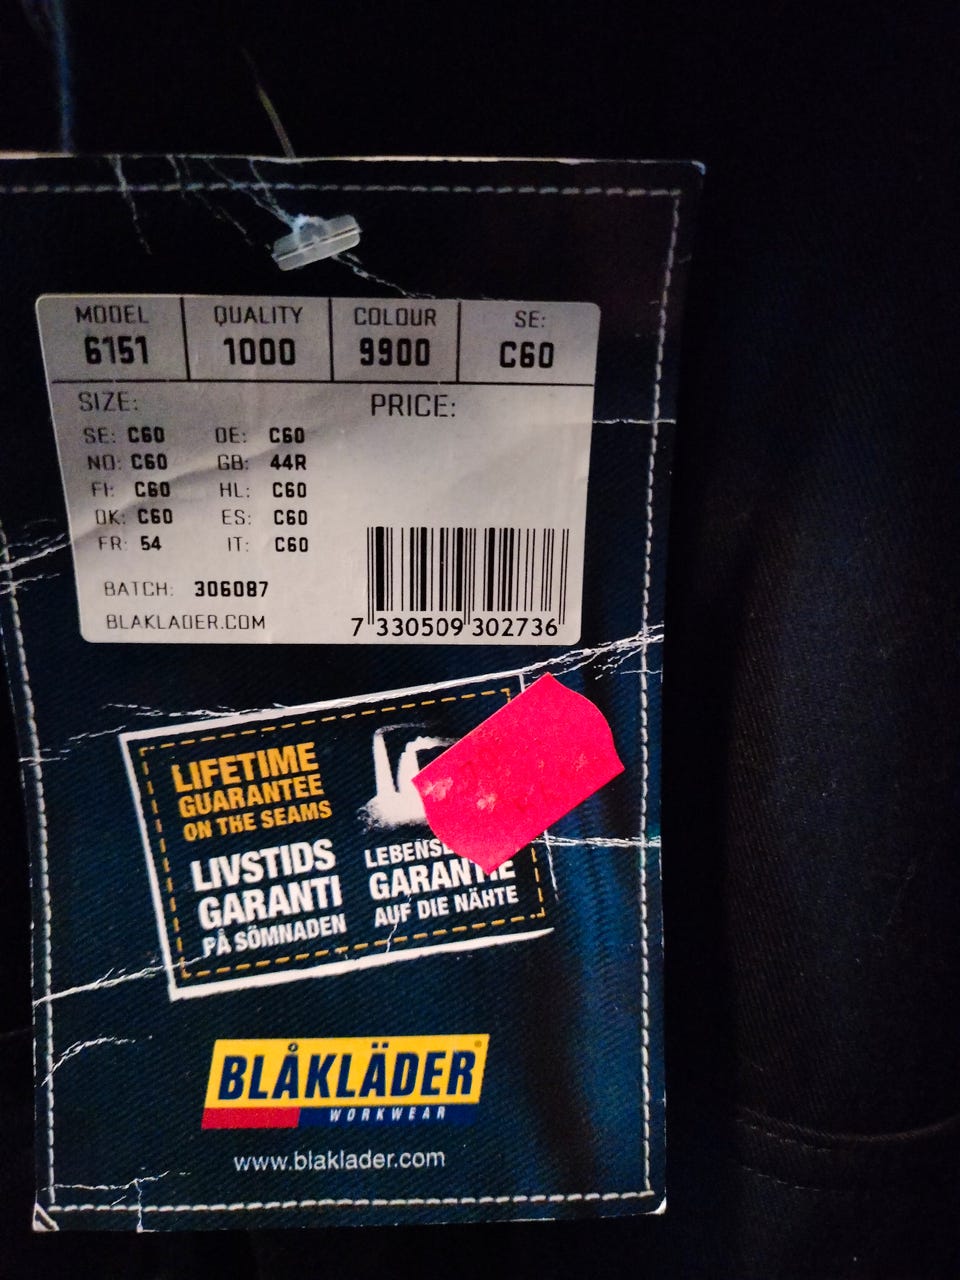 MODEL QUALITY COLOUR SE:
6151 1000 9900 C60
SIZE: PRICE:
SE: C60 DE: C60
NO: C60 GB: 44R
FI: C60 HL: C60
DK: C60 ES: C60
FR: 54 IT: C60
BATCH: 306087
BLAKLADER.COM
7 330509 302736
LIFETIME
GUARANTEE
ON THE SEAMS
LIVSTIDS
GARANTI
PÅ SÖMNADEN
GARANTIE
AUF DIE NÄHTE
BLÅKLÄDER
WORKWEAR
www.blaklader.com